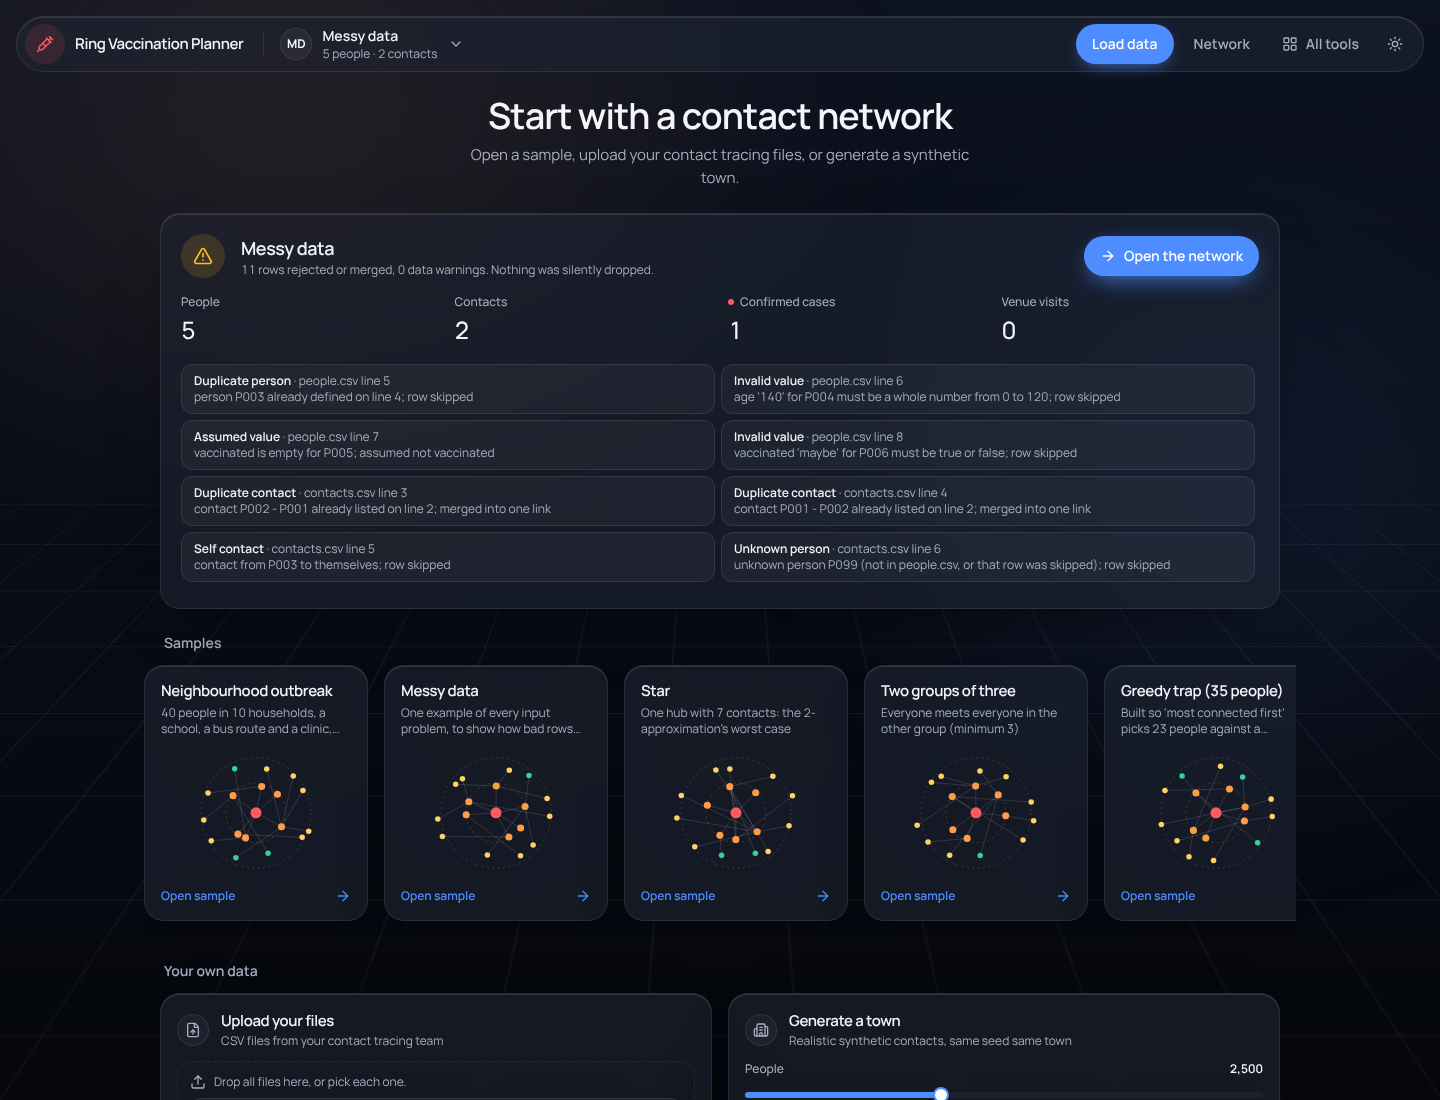 Ring Vaccination Planner
MD
Messy data
5 people · 2 contacts
Load data
Network
All tools
Start with a contact network
Open a sample, upload your contact tracing files, or generate a synthetic
town.
Messy data
11 rows rejected or merged, 0 data warnings. Nothing was silently dropped.
Open the network
People
5
Contacts
2
Confirmed cases
1
Venue visits
0
Duplicate person · people.csv line 5
person P003 already defined on line 4; row skipped
Invalid value · people.csv line 6
age '140' for P004 must be a whole number from 0 to 120; row skipped
Assumed value · people.csv line 7
vaccinated is empty for P005; assumed not vaccinated
Invalid value · people.csv line 8
vaccinated 'maybe' for P006 must be true or false; row skipped
Duplicate contact · contacts.csv line 3
contact P002 - P001 already listed on line 2; merged into one link
Duplicate contact · contacts.csv line 4
contact P001 - P002 already listed on line 2; merged into one link
Self contact · contacts.csv line 5
contact from P003 to themselves; row skipped
Unknown person · contacts.csv line 6
unknown person P099 (not in people.csv, or that row was skipped); row skipped
Samples
Neighbourhood outbreak
40 people in 10 households, a
school, a bus route and a clinic,…
Open sample
Messy data
One example of every input
problem, to show how bad rows…
Open sample
Star
One hub with 7 contacts: the 2-
approximation's worst case
Open sample
Two groups of three
Everyone meets everyone in the
other group (minimum 3)
Open sample
Greedy trap (35 people)
Built so 'most connected first'
picks 23 people against a…
Open sample
Your own data
Upload your files
CSV files from your contact tracing team
Drop all files here, or pick each one.
Generate a town
Realistic synthetic contacts, same seed same town
People
2,500